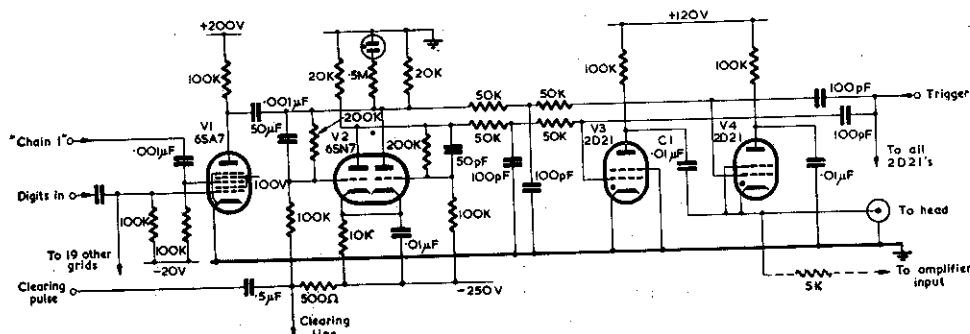 +200V
+120V
100K
.001µF
20K
.5M
20K
50K
50K
100K
100K
100pF
Trigger
"Chain 1"
.001µF
V1
6SA7
50µF
200K
V2
6SN7
200K
50K
50K
50pF
V3
2D21
C1
.01µF
V4
2D21
100pF
To all
2D21's
100V
100pF
100pF
.01µF
Digits in
100K
100K
-20V
To 19 other
grids
100K
10K
.01µF
100K
To head
Clearing
pulse
.5µF
500Ω
-250V
5K
To amplifier
input
Clearing